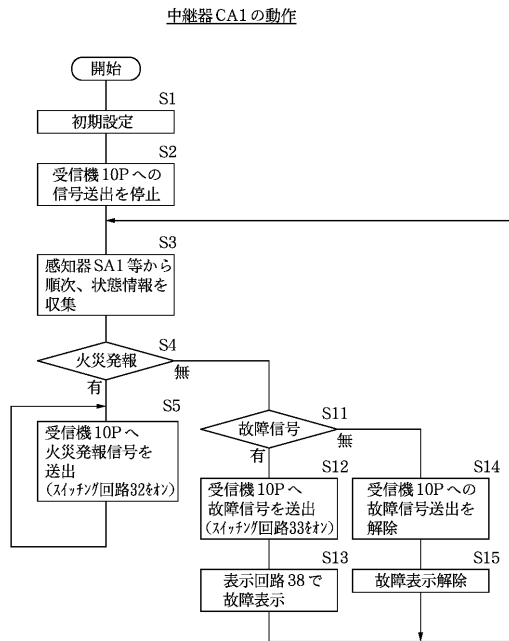 中継器CA1の動作
開始
S1
初期設定
S2
受信機10Pへの
信号送出を停止
S3
感知器SA1等から
順次、状態情報を
収集
S4
火災発報
有
無
S5
受信機10Pへ
火災発報信号を
送出
(スイッチング回路32をオン)
S11
故障信号
有
無
S12
受信機10Pへ
故障信号を送出
(スイッチング回路33をオン)
S13
表示回路38で
故障表示
S14
受信機10Pへの
故障信号送出を
解除
S15
故障表示解除